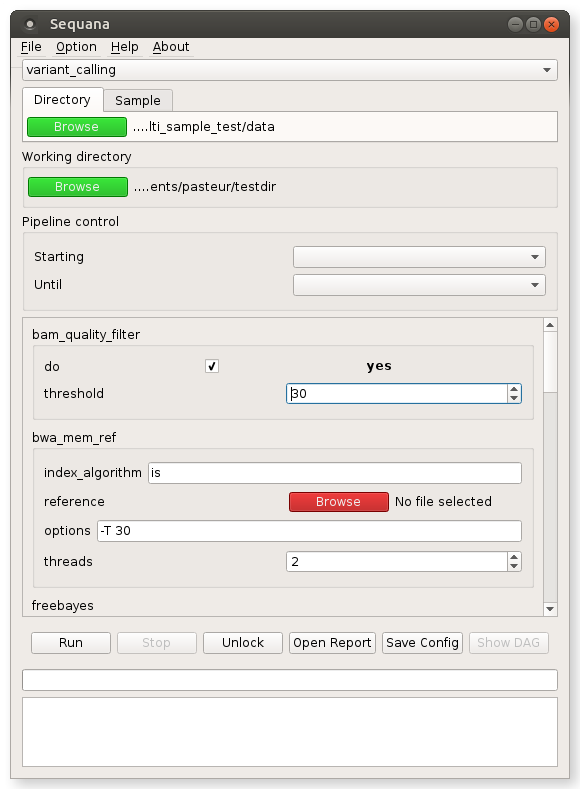 Sequana
File Option Help About
variant_calling
Directory Sample
Browse ....lti_sample_test/data
Working directory
Browse ....ents/pasteur/testdir
Pipeline control
Starting
Until
bam_quality_filter
do yes
threshold 30
bwa_mem_ref
index_algorithm is
reference Browse No file selected
options -T 30
threads 2
freebayes
Run Stop Unlock Open Report Save Config Show DAG